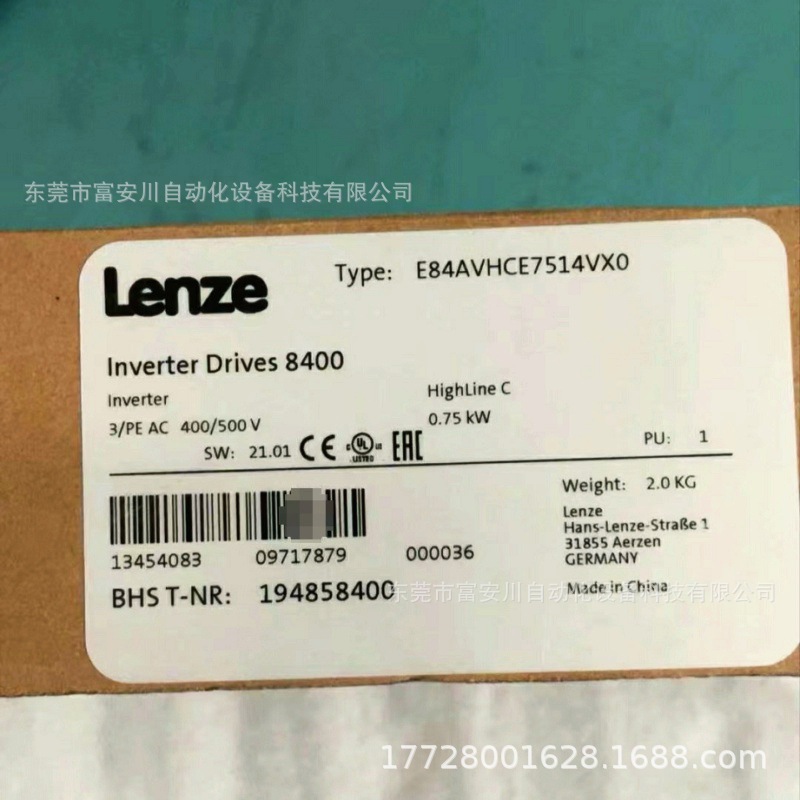 东莞市富安川自动化设备科技有限公司
Lenze
Type: E84AVHCE7514VX0
Inverter Drives 8400
Inverter
HighLine C
3/PE AC 400/500 V
0.75 kW
SW: 21.01 CE UL LISTED EAC
PU: 1
Weight: 2.0 KG
Lenze
Hans-Lenze-Straße 1
31855 Aerzen
GERMANY
13454083 09717879 000036
BHS T-NR: 194858400
Made in China
东莞市富安川自动化设备科技有限公司
17728001628.1688.com